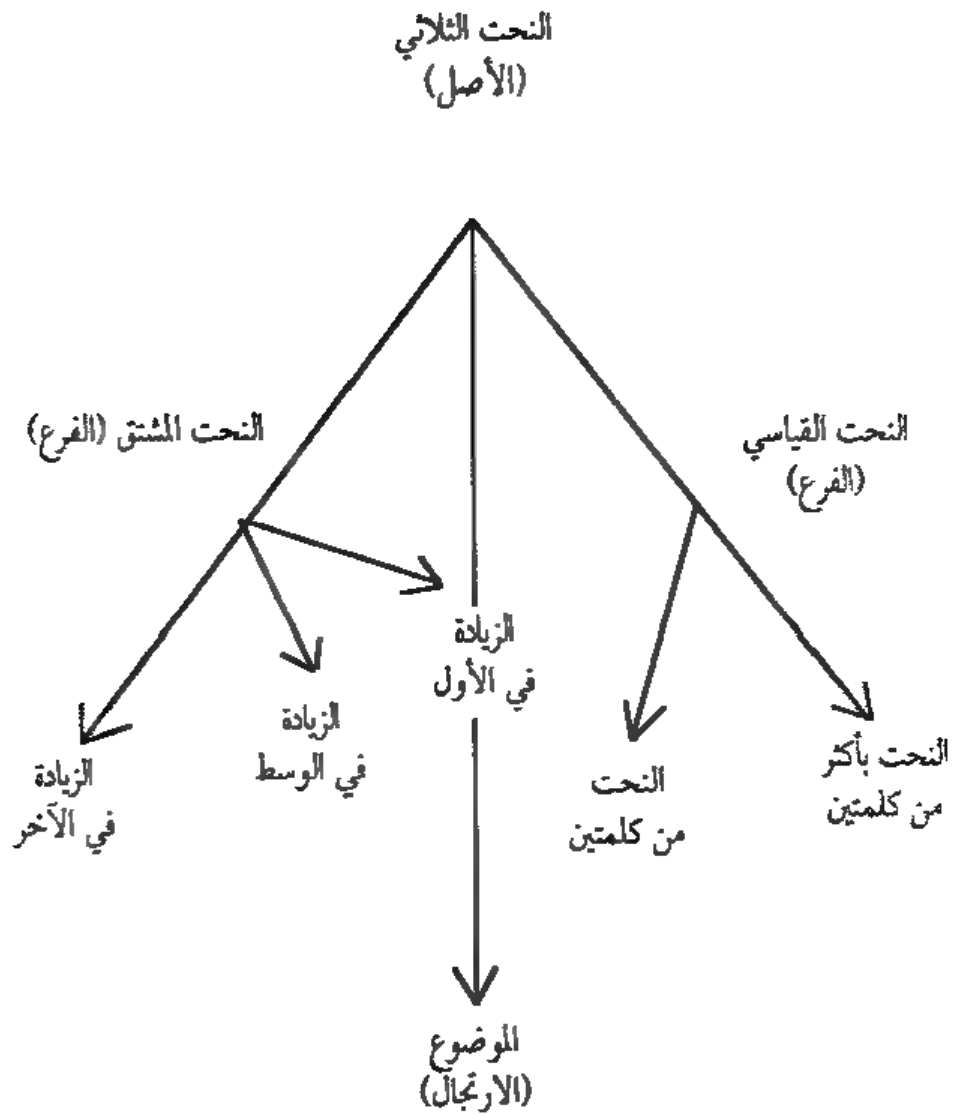 النحت الثلاثي
(الأصل)
النحت القياسي
(الفرع)
النحت المشتق (الفرع)
الزيادة
في الأول
الزيادة
في الوسط
الزيادة
في الآخر
النحت بأكثر
من كلمتين
النحت
من كلمتين
الموضوع
(الارتجال)